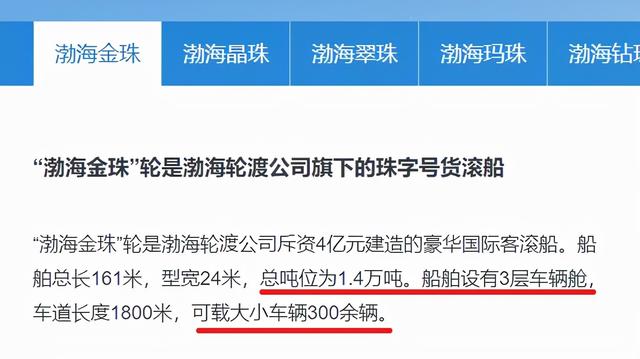 渤海金珠 渤海晶珠 渤海翠珠 渤海玛珠 渤海钻
“渤海金珠”轮是渤海轮渡公司旗下的珠字号货滚船
“渤海金珠”轮是渤海轮渡公司斥资4亿元建造的豪华国际客滚船。船
舶总长161米，型宽24米，总吨位为1.4万吨。船舶设有3层车辆舱，
车道长度1800米，可载大小车辆300余辆。